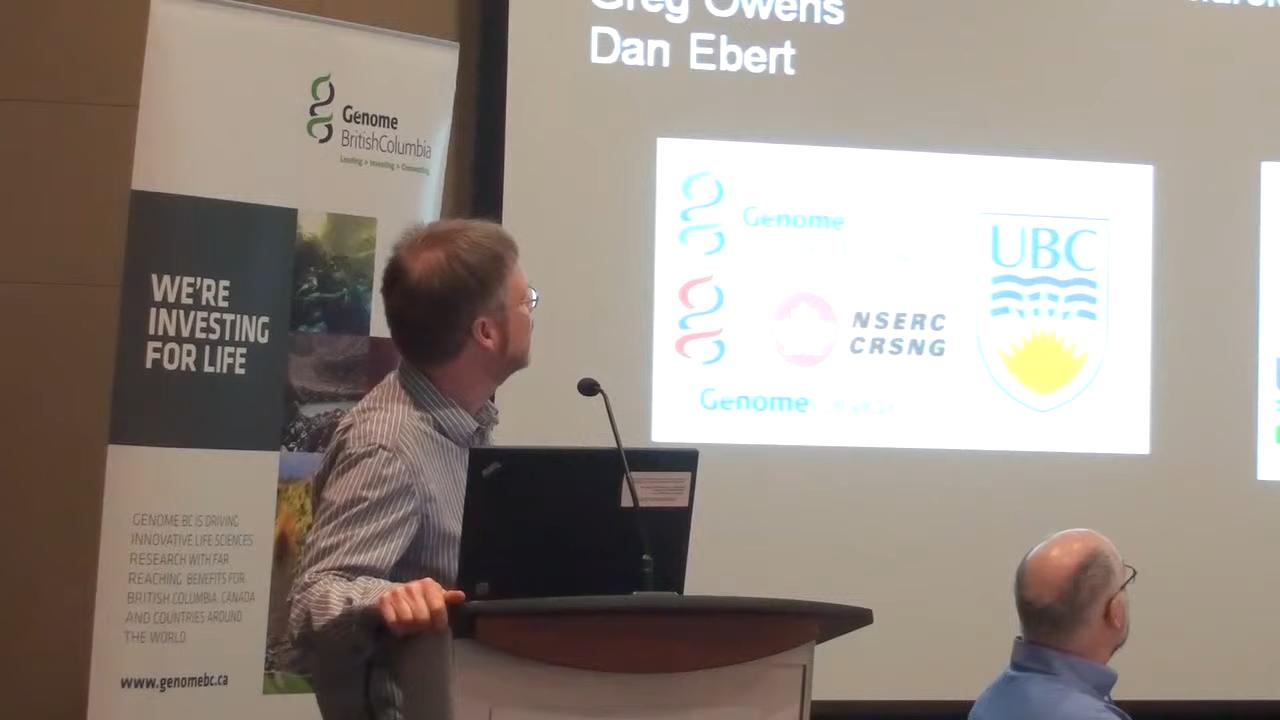 Genome
BritishColumbia
Leading > Investing > Connecting
WE'RE
INVESTING
FOR LIFE
GENOME BC IS DRIVING
INNOVATIVE LIFE SCIENCES
RESEARCH WITH FAR
REACHING BENEFITS FOR
BRITISH COLUMBIA, CANADA
AND COUNTRIES AROUND
THE WORLD.
www.genomebc.ca
Greg Owens
Dan Ebert
Genome
NSERC
CRSNG
Genome
UBC